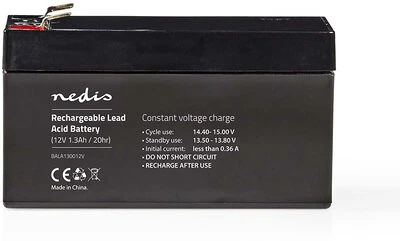 nedis
Rechargeable Lead
Acid Battery
(12V 1.3Ah / 20hr)
BALA130012V
CE
Made in China.
Constant voltage charge
• Cycle use: 14.40- 15.00 V
• Standby use: 13.50 - 13.80 V
• Initial current: less than 0.36 A
• DO NOT SHORT CIRCUIT
• RECHARGE AFTER USE